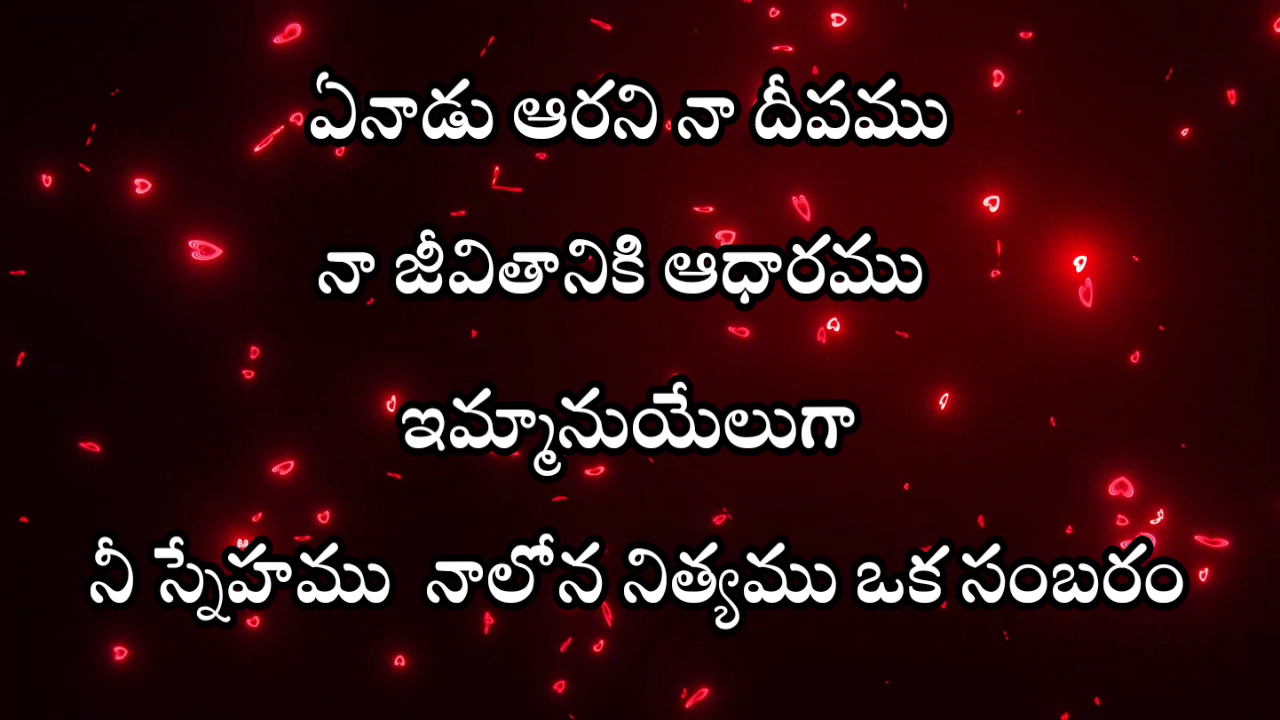 ఏనాడు ఆరని నా దీపము
నా జీవితానికి ఆధారము
ఇమ్మానుయేలుగా
నీ స్నేహము నాలోన నిత్యము ఒక సంబరం